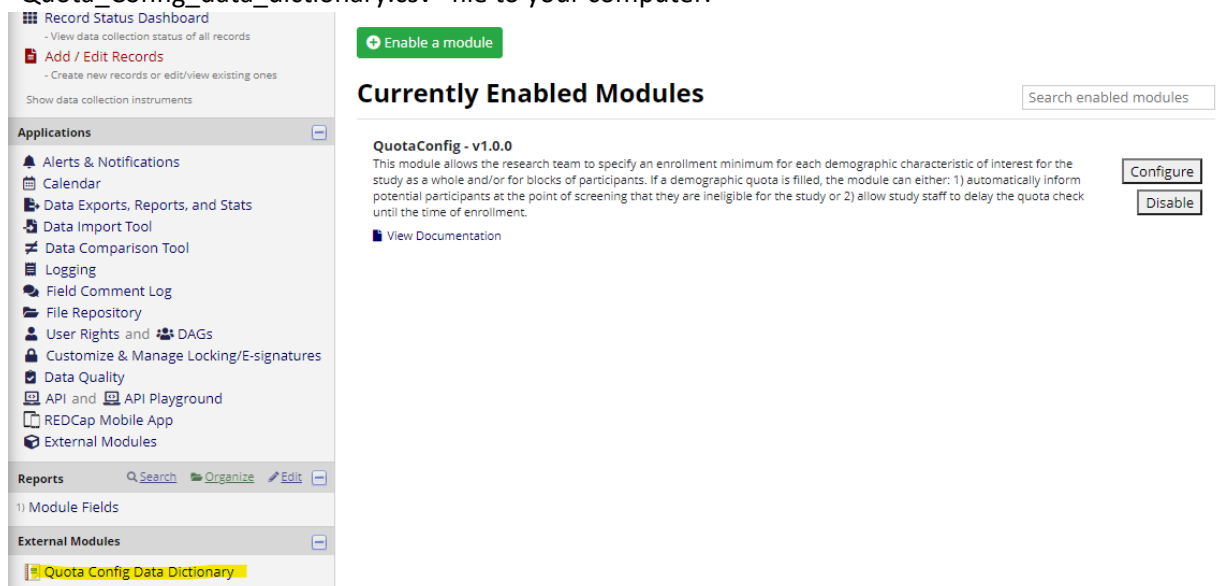 Quota_Config_data_dictionary.csv" file to your computer.
Record Status Dashboard
- View data collection status of all records
Add / Edit Records
- Create new records or edit/view existing ones
Show data collection instruments
Applications
Alerts & Notifications
Calendar
Data Exports, Reports, and Stats
Data Import Tool
Data Comparison Tool
Logging
Field Comment Log
File Repository
User Rights and DAGs
Customize & Manage Locking/E-signatures
Data Quality
API and API Playground
REDCap Mobile App
External Modules
Reports Search Organize Edit
1) Module Fields
External Modules
Quota Config Data Dictionary
Enable a module
Currently Enabled Modules
Search enabled modules
QuotaConfig - v1.0.0
This module allows the research team to specify an enrollment minimum for each demographic characteristic of interest for the
study as a whole and/or for blocks of participants. If a demographic quota is filled, the module can either: 1) automatically inform
potential participants at the point of screening that they are ineligible for the study or 2) allow study staff to delay the quota check
until the time of enrollment.
View Documentation
Configure
Disable